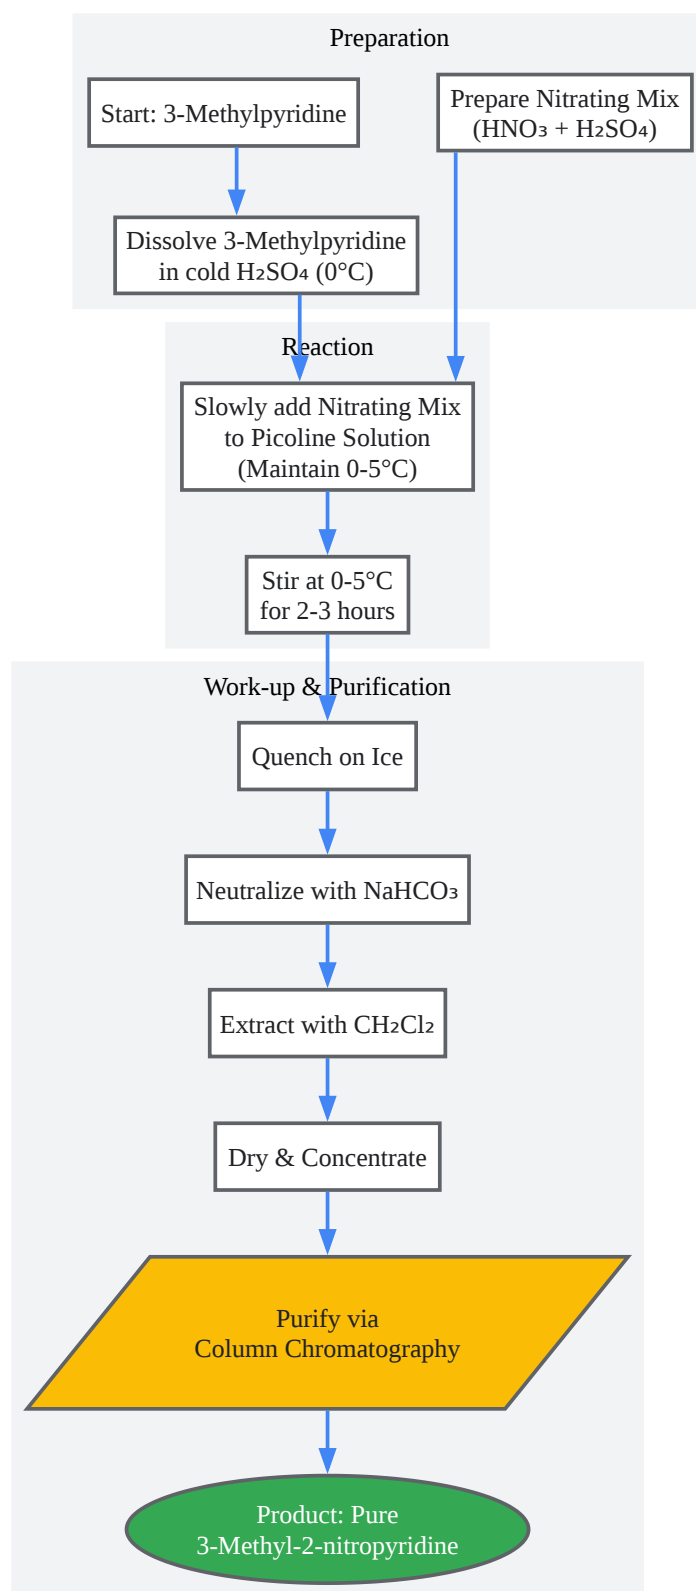 Preparation
Start: 3-Methylpyridine
Prepare Nitrating Mix
(HNO₃ + H₂SO₄)
Dissolve 3-Methylpyridine
in cold H₂SO₄ (0°C)
Reaction
Slowly add Nitrating Mix
to Picoline Solution
(Maintain 0-5°C)
Stir at 0-5°C
for 2-3 hours
Work-up & Purification
Quench on Ice
Neutralize with NaHCO₃
Extract with CH₂Cl₂
Dry & Concentrate
Purify via
Column Chromatography
Product: Pure
3-Methyl-2-nitropyridine